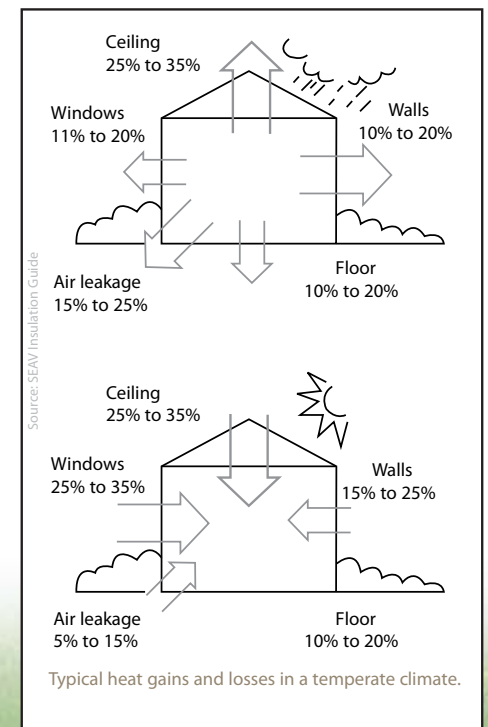 Ceiling
25% to 35%
Windows
11% to 20%
Walls
10% to 20%
Air leakage
15% to 25%
Floor
10% to 20%
Source: SEAV Insulation Guide
Ceiling
25% to 35%
Windows
25% to 35%
Walls
15% to 25%
Air leakage
5% to 15%
Floor
10% to 20%
Typical heat gains and losses in a temperate climate.